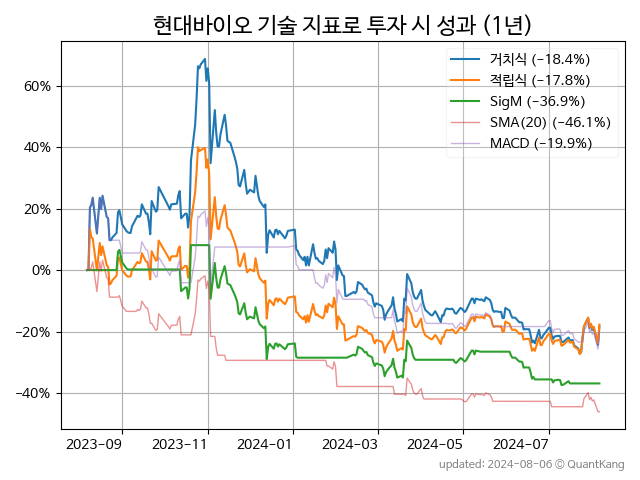 현대바이오 기술 지표로 투자 시 성과 (1년)
거치식 (−18.4%)
적립식 (−17.8%)
SigM (−36.9%)
SMA(20) (−46.1%)
MACD (−19.9%)
60%
40%
20%
0%
−20%
−40%
2023-09 2023-11 2024-01 2024-03 2024-05 2024-07
updated: 2024-08-06 © QuantKang